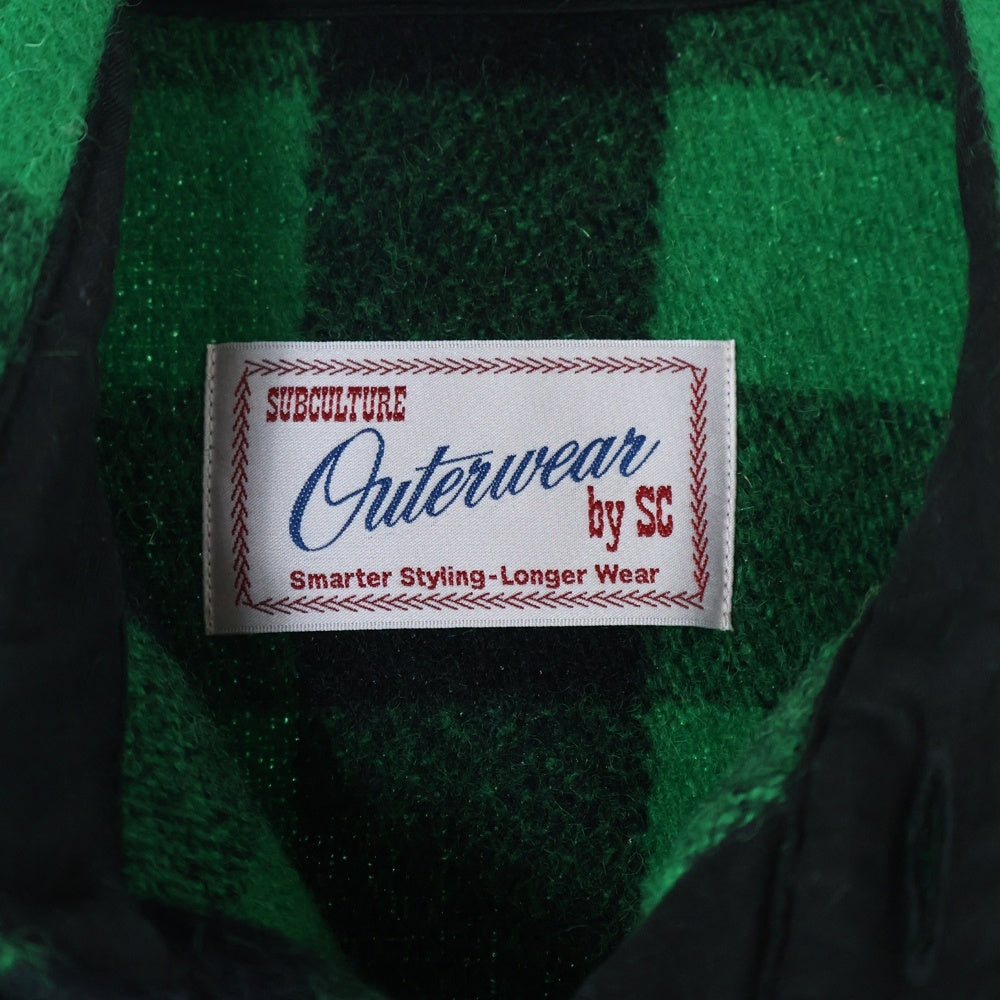 SUBCULTURE
Outerwear
by SC
Smarter Styling-Longer Wear